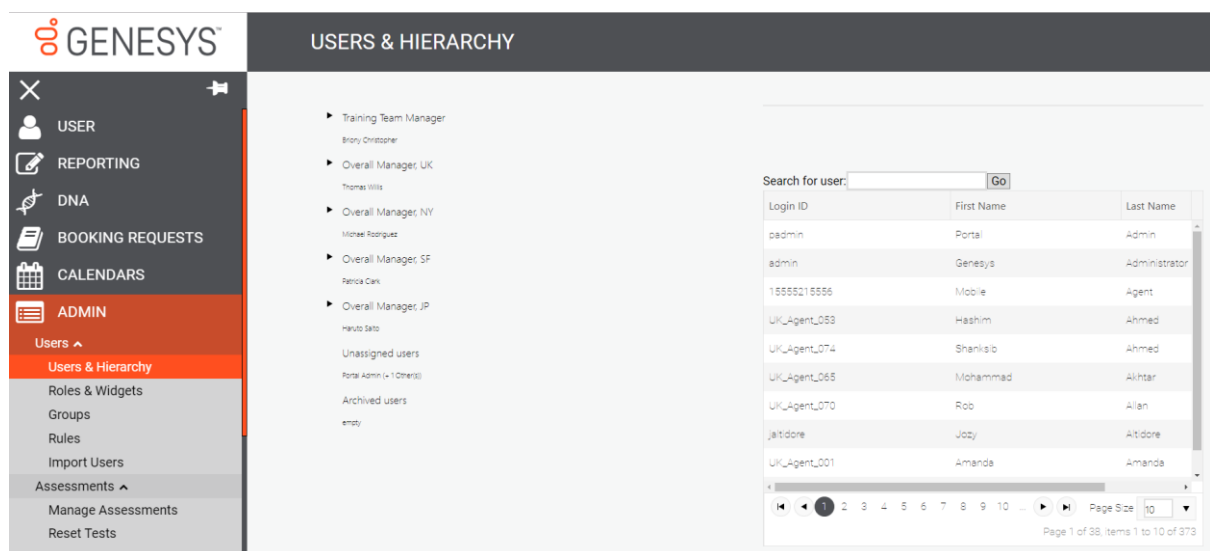 GENESYS™
USERS & HIERARCHY
USER
REPORTING
DNA
BOOKING REQUESTS
CALENDARS
ADMIN
Users
Users & Hierarchy
Roles & Widgets
Groups
Rules
Import Users
Assessments
Manage Assessments
Reset Tests
Training Team Manager
Briony Christopher
Overall Manager, UK
Thomas Willis
Overall Manager, NY
Michael Rodriguez
Overall Manager, SF
Patricia Clark
Overall Manager, JP
Haruto Saito
Unassigned users
Portal Admin (+ 1 Other(s))
Archived users
empty
Search for user: Go
Login ID First Name Last Name
padmin Portal Admin
admin Genesys Administrator
15555215556 Mobile Agent
UK_Agent_053 Hashim Ahmed
UK_Agent_074 Shanksib Ahmed
UK_Agent_065 Mohammad Akhtar
UK_Agent_070 Rob Allan
jaltidore Jozy Altidore
UK_Agent_001 Amanda Amanda
1 2 3 4 5 6 7 8 9 10 ... Page Size 10
Page 1 of 38, items 1 to 10 of 373